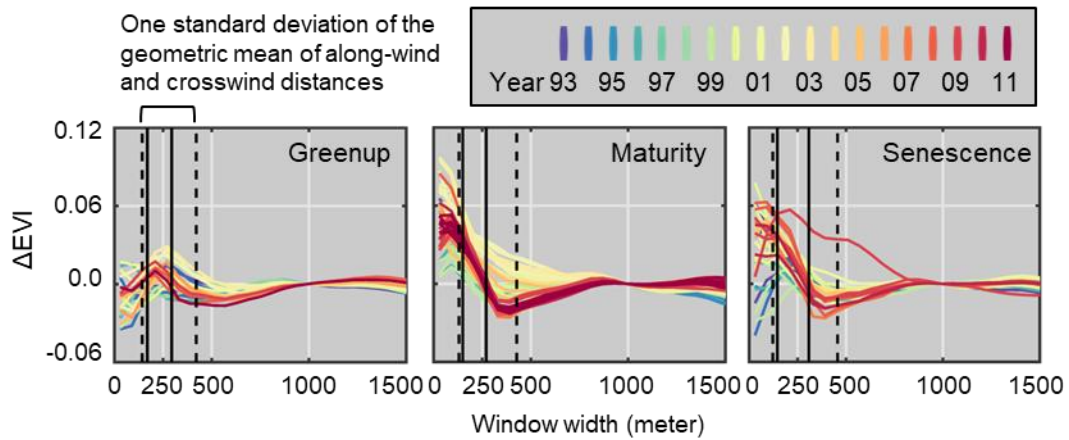 One standard deviation of the
geometric mean of along-wind
and crosswind distances
Year 93 95 97 99 01 03 05 07 09 11
0.12
0.06
0.0
-0.06
ΔEVI
Greenup
Maturity
Senescence
0 250 500 1000 1500 0 250 500 1000 1500 0 250 500 1000 1500
Window width (meter)